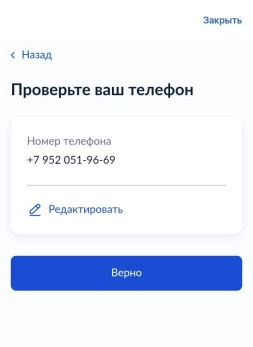 Закрыть
Назад
Проверьте ваш телефон
Номер телефона
+7 952 051-96-69
Редактировать
Верно